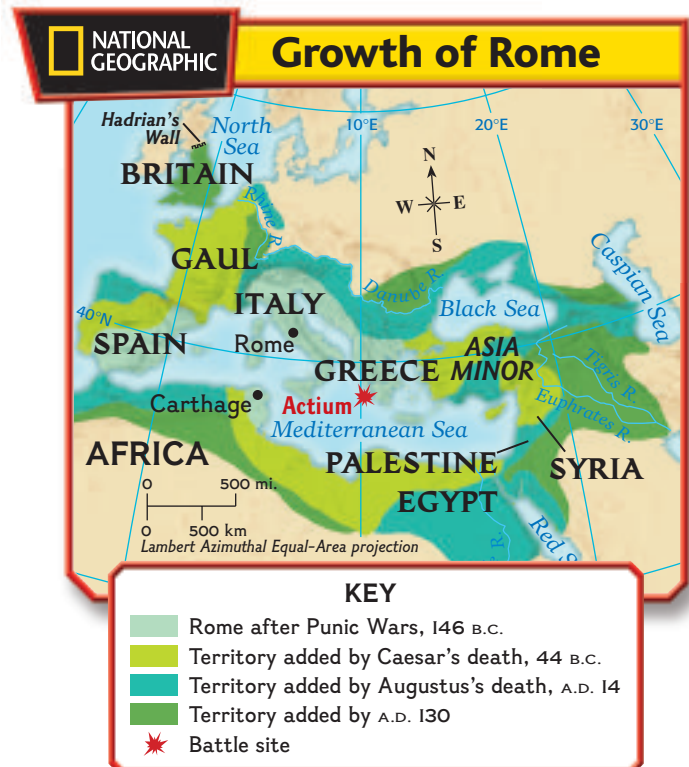 NATIONAL
GEOGRAPHIC
Growth of Rome
Hadrian's
Wall
North
Sea
10°E
20°E
30°E
BRITAIN
N
W
E
S
Rhine R.
GAUL
Danube R.
Caspian Sea
ITALY
Black Sea
40°N
SPAIN
Rome
ASIA
MINOR
GREECE
Tigris R.
Carthage
Actium
Euphrates R.
Mediterranean Sea
AFRICA
PALESTINE
SYRIA
0
500 mi.
EGYPT
0
500 km
Red S
R.
Lambert Azimuthal Equal-Area projection
KEY
Rome after Punic Wars, 146 B.C.
Territory added by Caesar's death, 44 B.C.
Territory added by Augustus's death, A.D. 14
Territory added by A.D. 130
Battle site